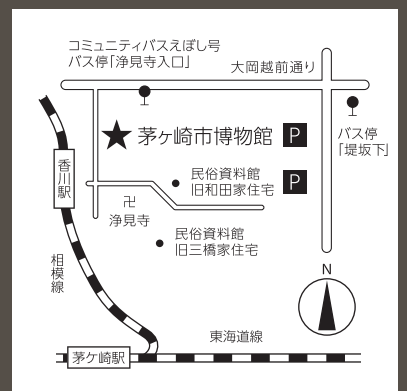 コミュニティバスえぼし号
バス停「浄見寺入口」
大岡越前通り
茅ヶ崎市博物館 P
バス停
「堤坂下」
香川駅
民俗資料館
旧和田家住宅
P
卍
浄見寺
民俗資料館
旧三橋家住宅
相模線
N
東海道線
茅ケ崎駅